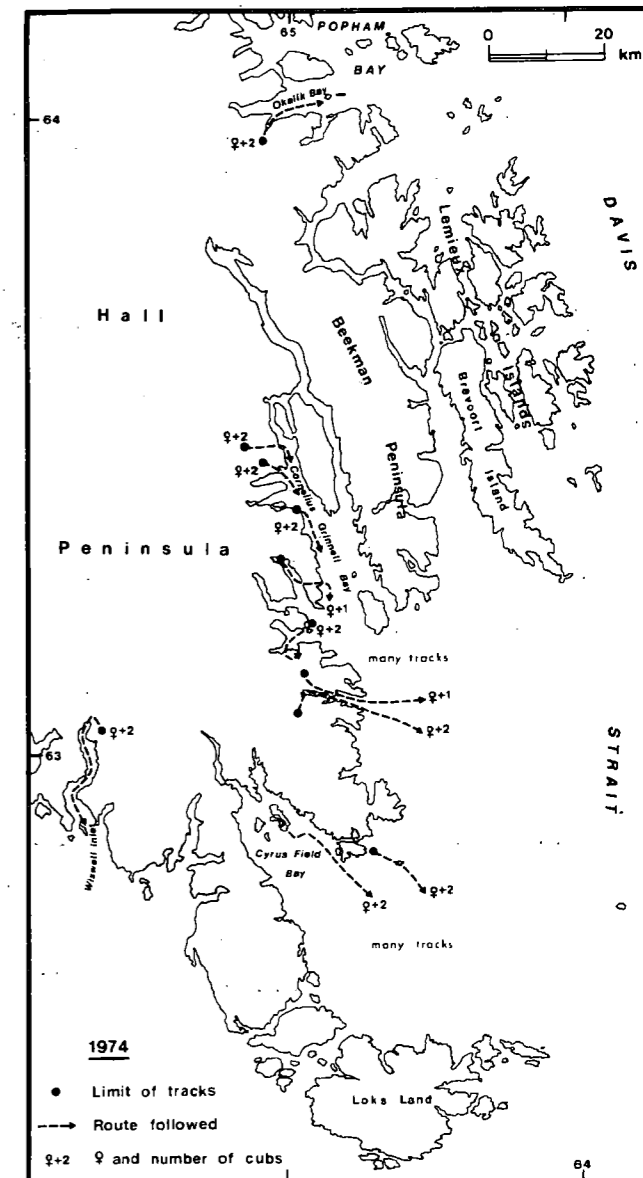 65
POPHAM
BAY
0 20
km
Okalik Bay
64
♀+2
DAVIS
Lemieux
Hall
Beekman
Islands
Brevoort
♀+2
♀+2
Cornelius
Peninsula
Island
♀+2
Grinnell Bay
Peninsula
♀+1
♀+2
many tracks
♀+1
♀+2
♀+2
STRAIT
63
Wiswell Inlet
Cyrus Field
Bay
♀+2
♀+2
many tracks
1974
Limit of tracks
Loks Land
Route followed
♀+2 ♀ and number of cubs
64